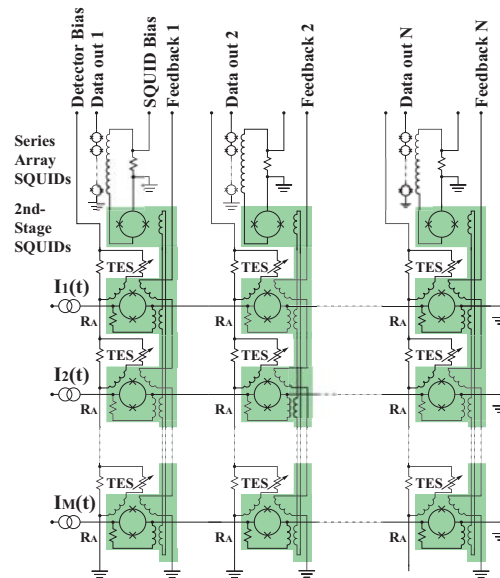 Detector Bias
Data out 1
SQUID Bias
Feedback 1
Data out 2
Feedback 2
Data out N
Feedback N
Series
Array
SQUIDs
2nd-
Stage
SQUIDs
TES
TES
TES
I1(t)
RA
RA
RA
TES
TES
TES
I2(t)
RA
RA
RA
TES
TES
TES
IM(t)
RA
RA
RA